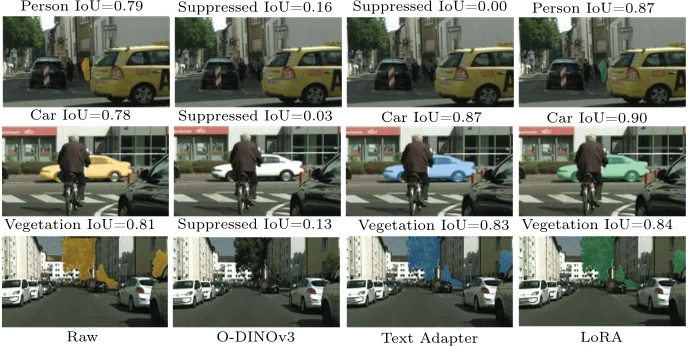 Person IoU=0.79 Suppressed IoU=0.16 Suppressed IoU=0.00 Person IoU=0.87
Car IoU=0.78 Suppressed IoU=0.03 Car IoU=0.87 Car IoU=0.90
Vegetation IoU=0.81 Suppressed IoU=0.13 Vegetation IoU=0.83 Vegetation IoU=0.84
Raw O-DINOv3 Text Adapter LoRA